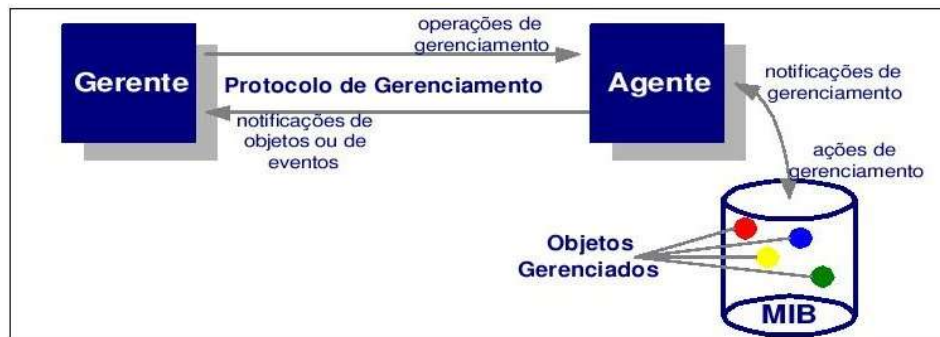 operações de
gerenciamento
Gerente
Protocolo de Gerenciamento
Agente
notificações de
gerenciamento
notificações de
objetos ou de
eventos
ações de
gerenciamento
Objetos
Gerenciados
MIB